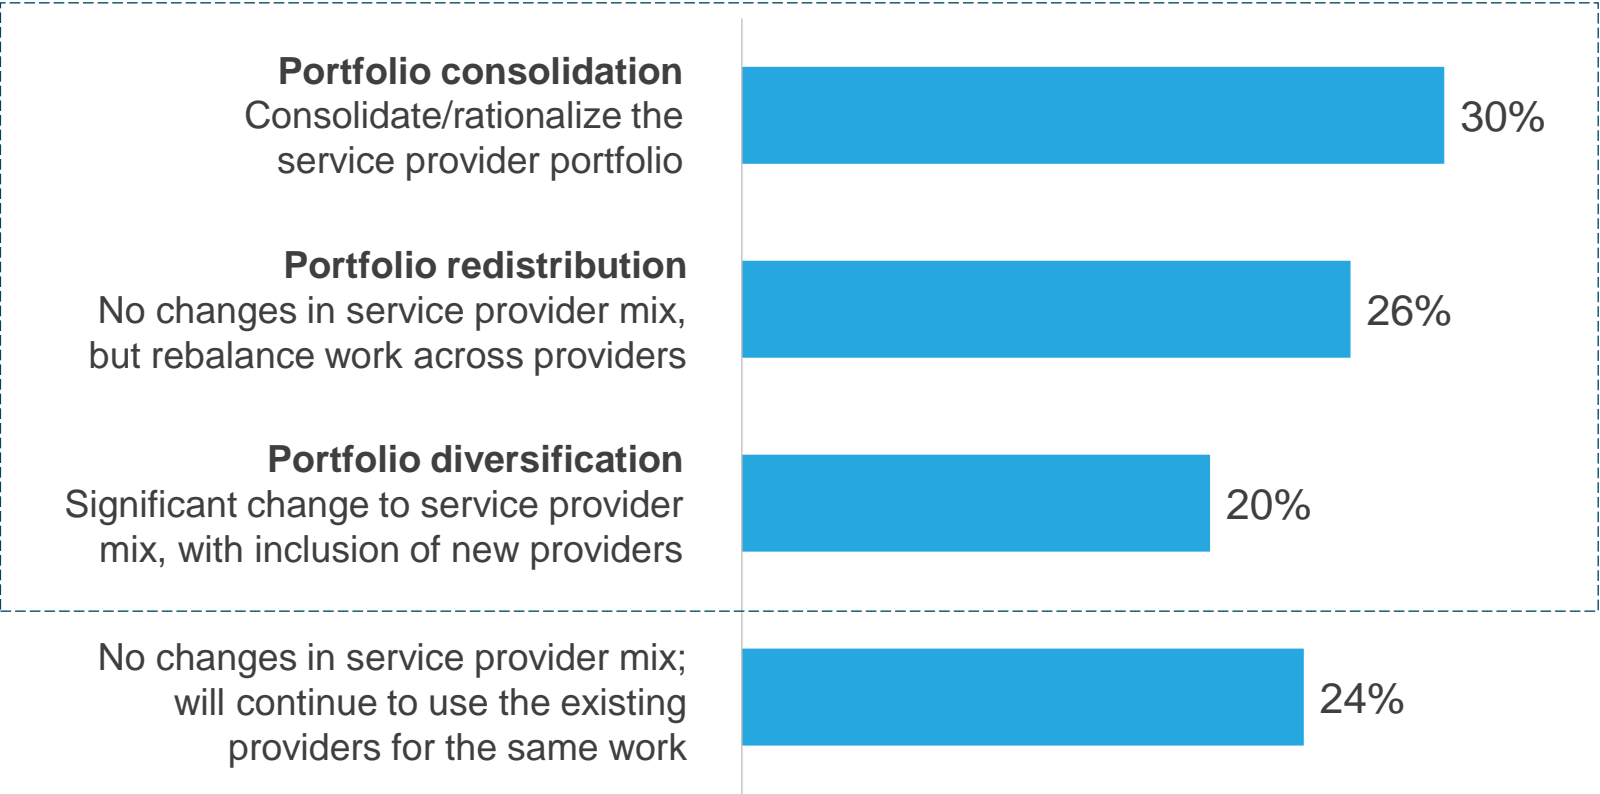 Portfolio consolidation
Consolidate/rationalize the
service provider portfolio
30%
Portfolio redistribution
No changes in service provider mix,
but rebalance work across providers
26%
Portfolio diversification
Significant change to service provider
mix, with inclusion of new providers
20%
No changes in service provider mix;
will continue to use the existing
providers for the same work
24%